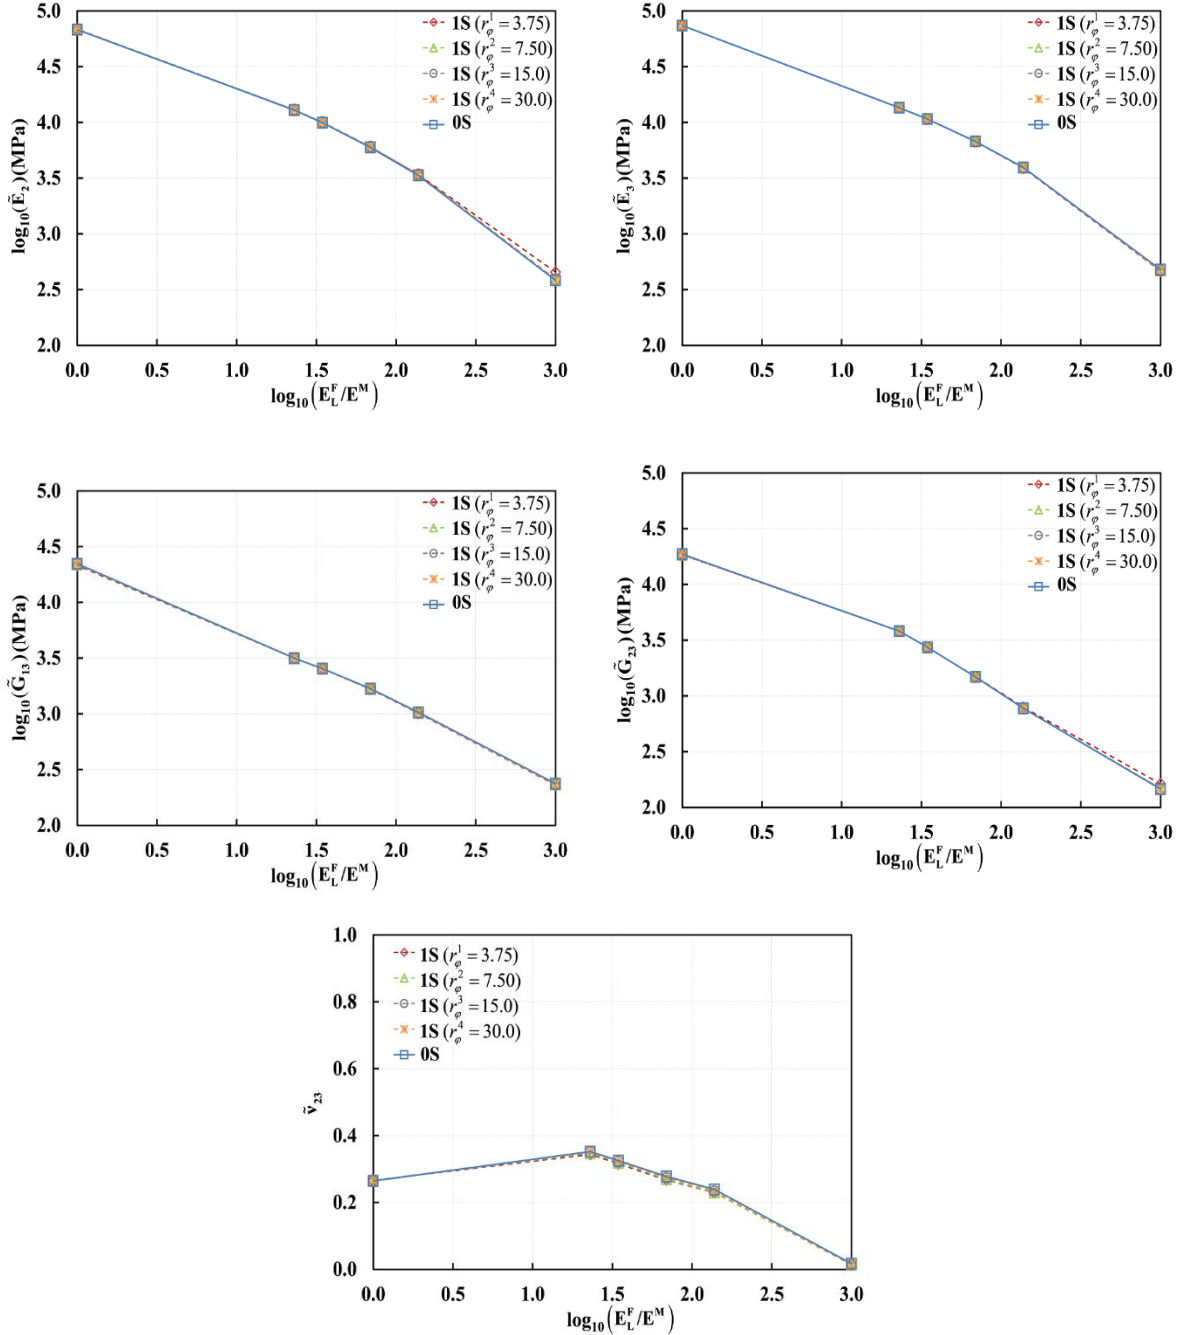 5.0
4.5
4.0
3.5
3.0
2.5
2.0
log₁₀(Ẽ₂)(MPa)
1S (r¹ᵩ = 3.75)
1S (r²ᵩ = 7.50)
1S (r³ᵩ = 15.0)
1S (r⁴ᵩ = 30.0)
0S
0.0 0.5 1.0 1.5 2.0 2.5 3.0
log₁₀(E_L^F/E^M)
5.0
4.5
4.0
3.5
3.0
2.5
2.0
log₁₀(Ẽ₃)(MPa)
1S (r¹ᵩ = 3.75)
1S (r²ᵩ = 7.50)
1S (r³ᵩ = 15.0)
1S (r⁴ᵩ = 30.0)
0S
0.0 0.5 1.0 1.5 2.0 2.5 3.0
log₁₀(E_L^F/E^M)
5.0
4.5
4.0
3.5
3.0
2.5
2.0
log₁₀(G̃₁₃)(MPa)
1S (r¹ᵩ = 3.75)
1S (r²ᵩ = 7.50)
1S (r³ᵩ = 15.0)
1S (r⁴ᵩ = 30.0)
0S
0.0 0.5 1.0 1.5 2.0 2.5 3.0
log₁₀(E_L^F/E^M)
5.0
4.5
4.0
3.5
3.0
2.5
2.0
log₁₀(G̃₂₃)(MPa)
1S (r¹ᵩ = 3.75)
1S (r²ᵩ = 7.50)
1S (r³ᵩ = 15.0)
1S (r⁴ᵩ = 30.0)
0S
0.0 0.5 1.0 1.5 2.0 2.5 3.0
log₁₀(E_L^F/E^M)
1.0
0.8
0.6
0.4
0.2
0.0
ṽ₂₃
1S (r¹ᵩ = 3.75)
1S (r²ᵩ = 7.50)
1S (r³ᵩ = 15.0)
1S (r⁴ᵩ = 30.0)
0S
0.0 0.5 1.0 1.5 2.0 2.5 3.0
log₁₀(E_L^F/E^M)